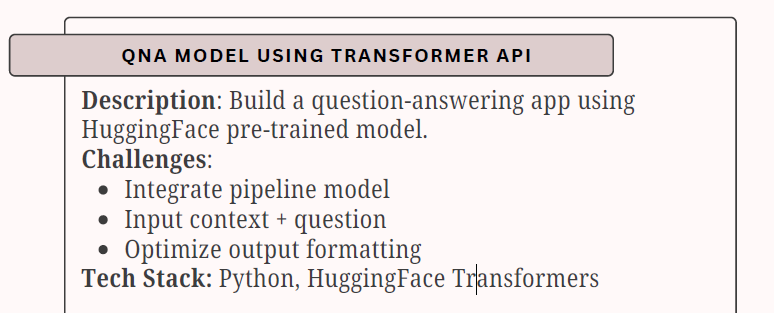 QNA MODEL USING TRANSFORMER API
Description: Build a question-answering app using
HuggingFace pre-trained model.
Challenges:
• Integrate pipeline model
• Input context + question
• Optimize output formatting
Tech Stack: Python, HuggingFace Transformers